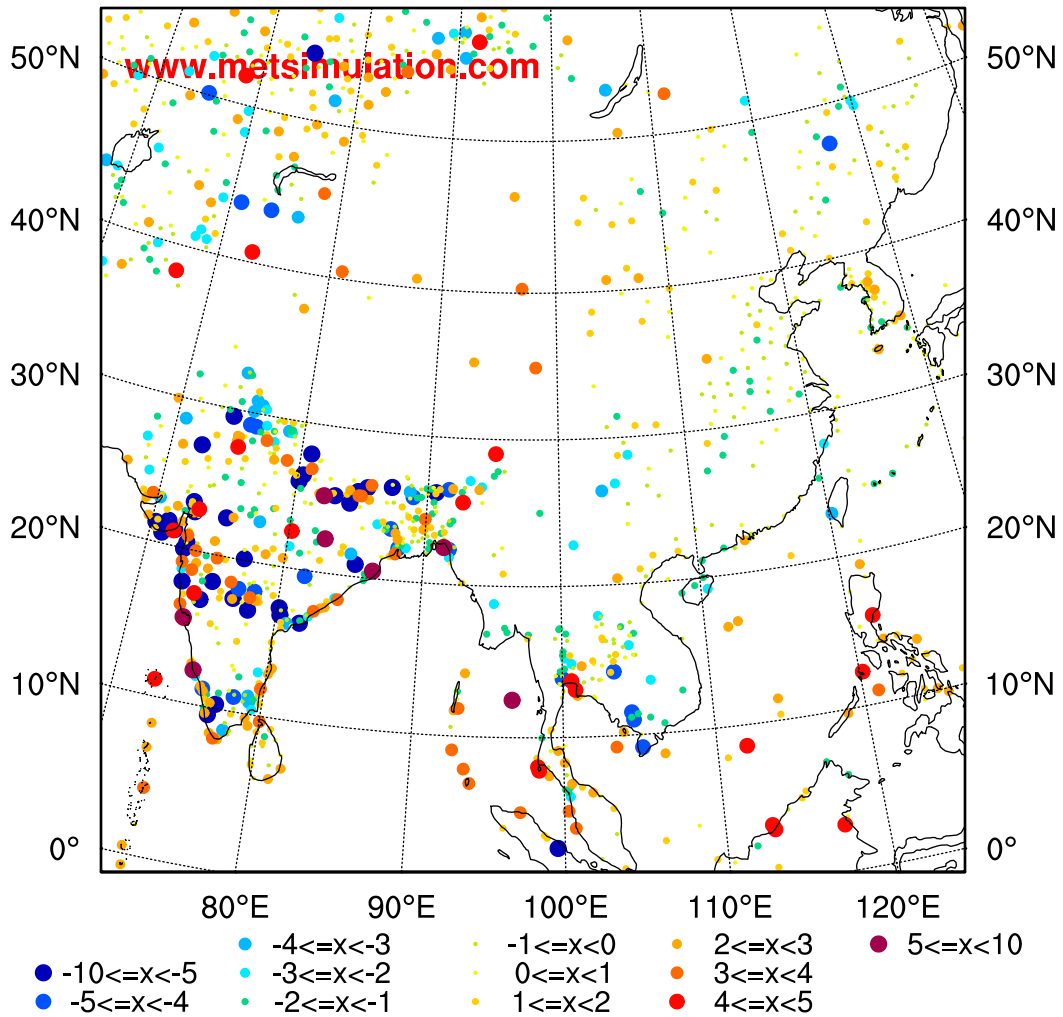 50°N 50°N
www.metsimulation.com
40°N 40°N
30°N 30°N
20°N 20°N
10°N 10°N
0° 0°
80°E 90°E 100°E 110°E 120°E
-4<=x<-3 -1<=x<0 2<=x<3 5<=x<10
-10<=x<-5 -3<=x<-2 0<=x<1 3<=x<4
-5<=x<-4 -2<=x<-1 1<=x<2 4<=x<5